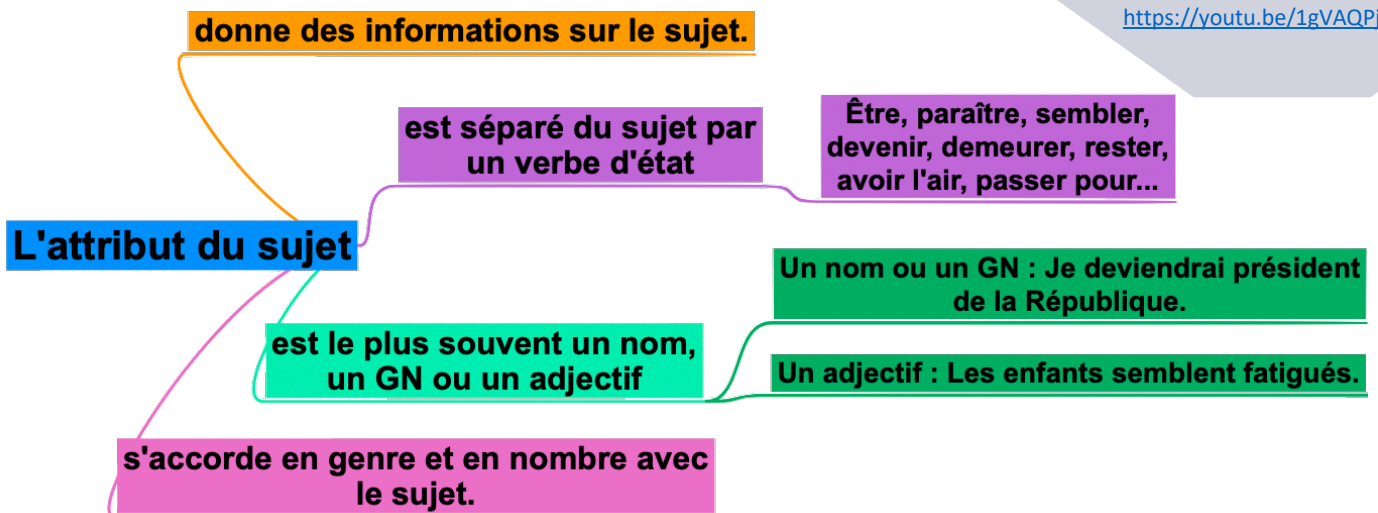 https://youtu.be/1gVAQPj
donne des informations sur le sujet.
est séparé du sujet par
un verbe d'état
Être, paraître, sembler,
devenir, demeurer, rester,
avoir l'air, passer pour...
L'attribut du sujet
est le plus souvent un nom,
un GN ou un adjectif
Un nom ou un GN : Je deviendrai président
de la République.
Un adjectif : Les enfants semblent fatigués.
s'accorde en genre et en nombre avec
le sujet.